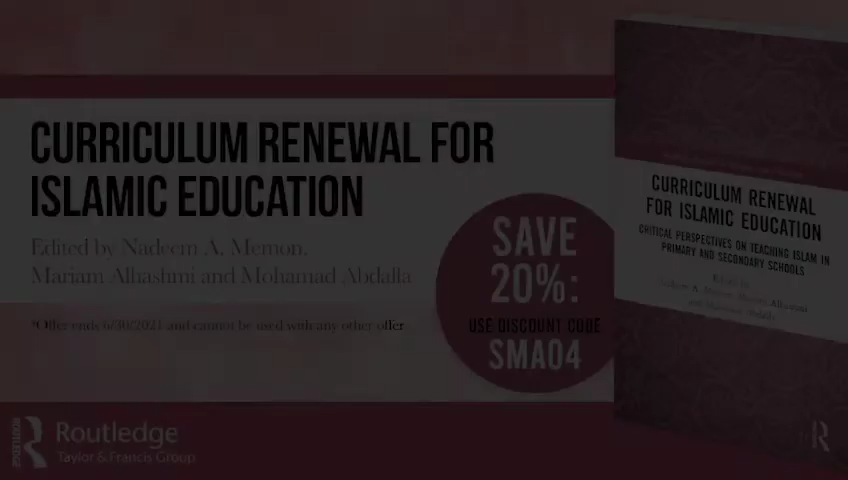 CURRICULUM RENEWAL FOR
ISLAMIC EDUCATION
Edited by Nadeem A. Memon,
Mariam Alhashmi and Mohamad Abdalla
*Offer ends 6/30/2021 and cannot be used with any other offer
SAVE
20%:
USE DISCOUNT CODE
SMA04
CURRICULUM RENEWAL
FOR ISLAMIC EDUCATION
CRITICAL PERSPECTIVES ON TEACHING ISLAM IN
PRIMARY AND SECONDARY SCHOOLS
ROUTLEDGE
Routledge
Taylor & Francis Group